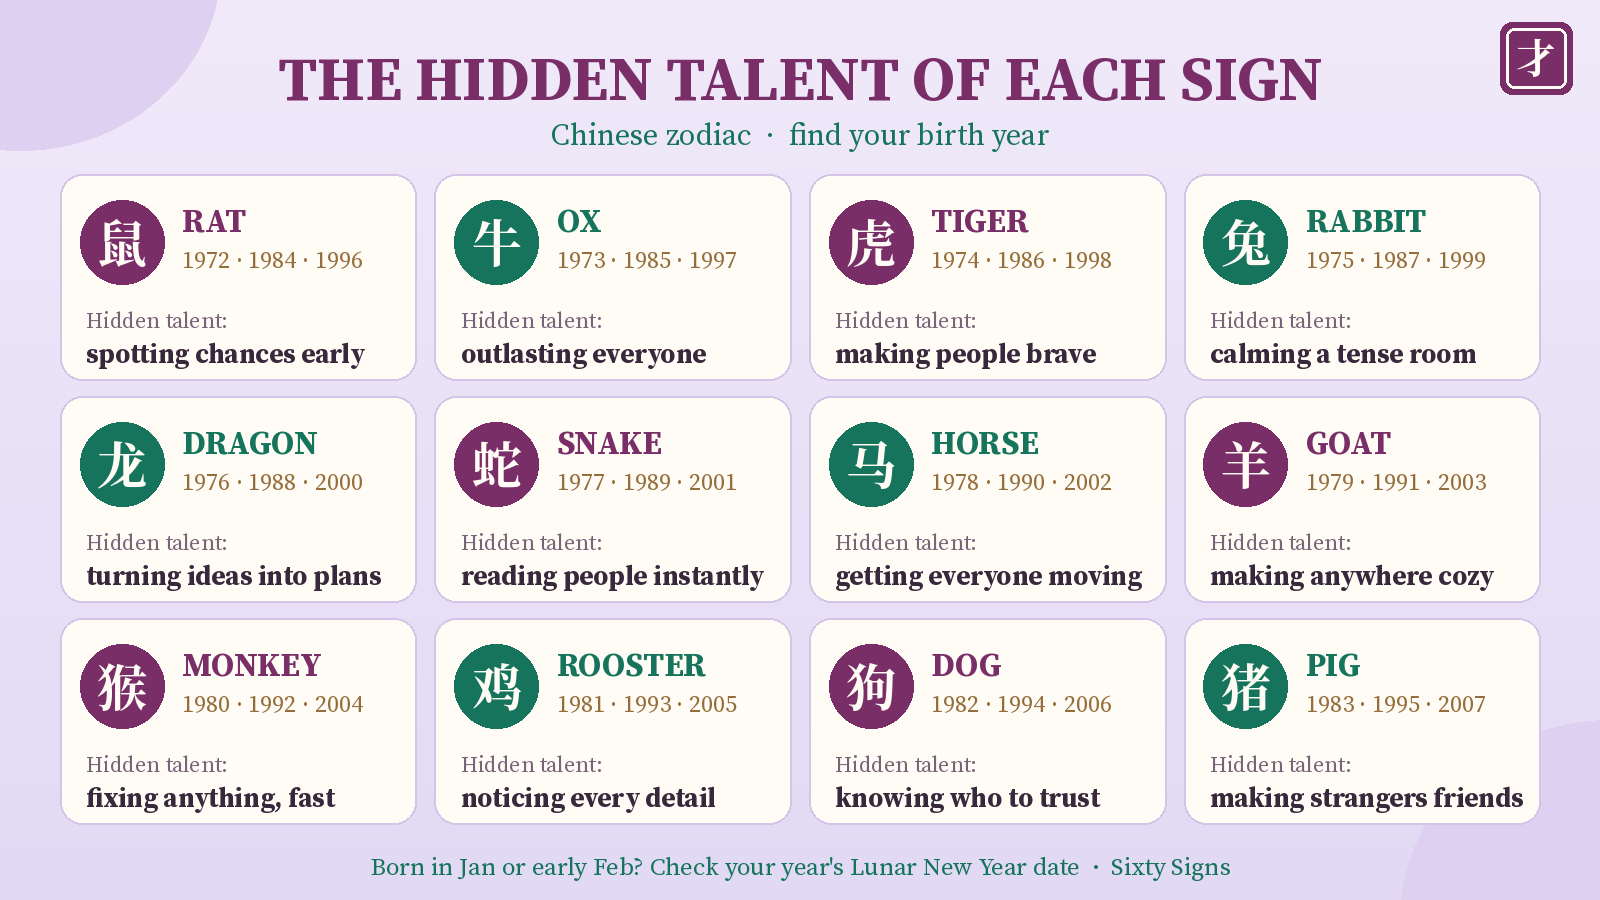 才
THE HIDDEN TALENT OF EACH SIGN
Chinese zodiac · find your birth year
鼠
RAT
1972 · 1984 · 1996
Hidden talent:
spotting chances early
牛
OX
1973 · 1985 · 1997
Hidden talent:
outlasting everyone
虎
TIGER
1974 · 1986 · 1998
Hidden talent:
making people brave
兔
RABBIT
1975 · 1987 · 1999
Hidden talent:
calming a tense room
龙
DRAGON
1976 · 1988 · 2000
Hidden talent:
turning ideas into plans
蛇
SNAKE
1977 · 1989 · 2001
Hidden talent:
reading people instantly
马
HORSE
1978 · 1990 · 2002
Hidden talent:
getting everyone moving
羊
GOAT
1979 · 1991 · 2003
Hidden talent:
making anywhere cozy
猴
MONKEY
1980 · 1992 · 2004
Hidden talent:
fixing anything, fast
鸡
ROOSTER
1981 · 1993 · 2005
Hidden talent:
noticing every detail
狗
DOG
1982 · 1994 · 2006
Hidden talent:
knowing who to trust
猪
PIG
1983 · 1995 · 2007
Hidden talent:
making strangers friends
Born in Jan or early Feb? Check your year's Lunar New Year date · Sixty Signs